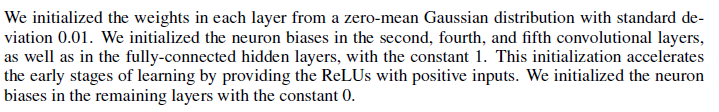 We initialized the weights in each layer from a zero-mean Gaussian distribution with standard de-
viation 0.01. We initialized the neuron biases in the second, fourth, and fifth convolutional layers,
as well as in the fully-connected hidden layers, with the constant 1. This initialization accelerates
the early stages of learning by providing the ReLUs with positive inputs. We initialized the neuron
biases in the remaining layers with the constant 0.